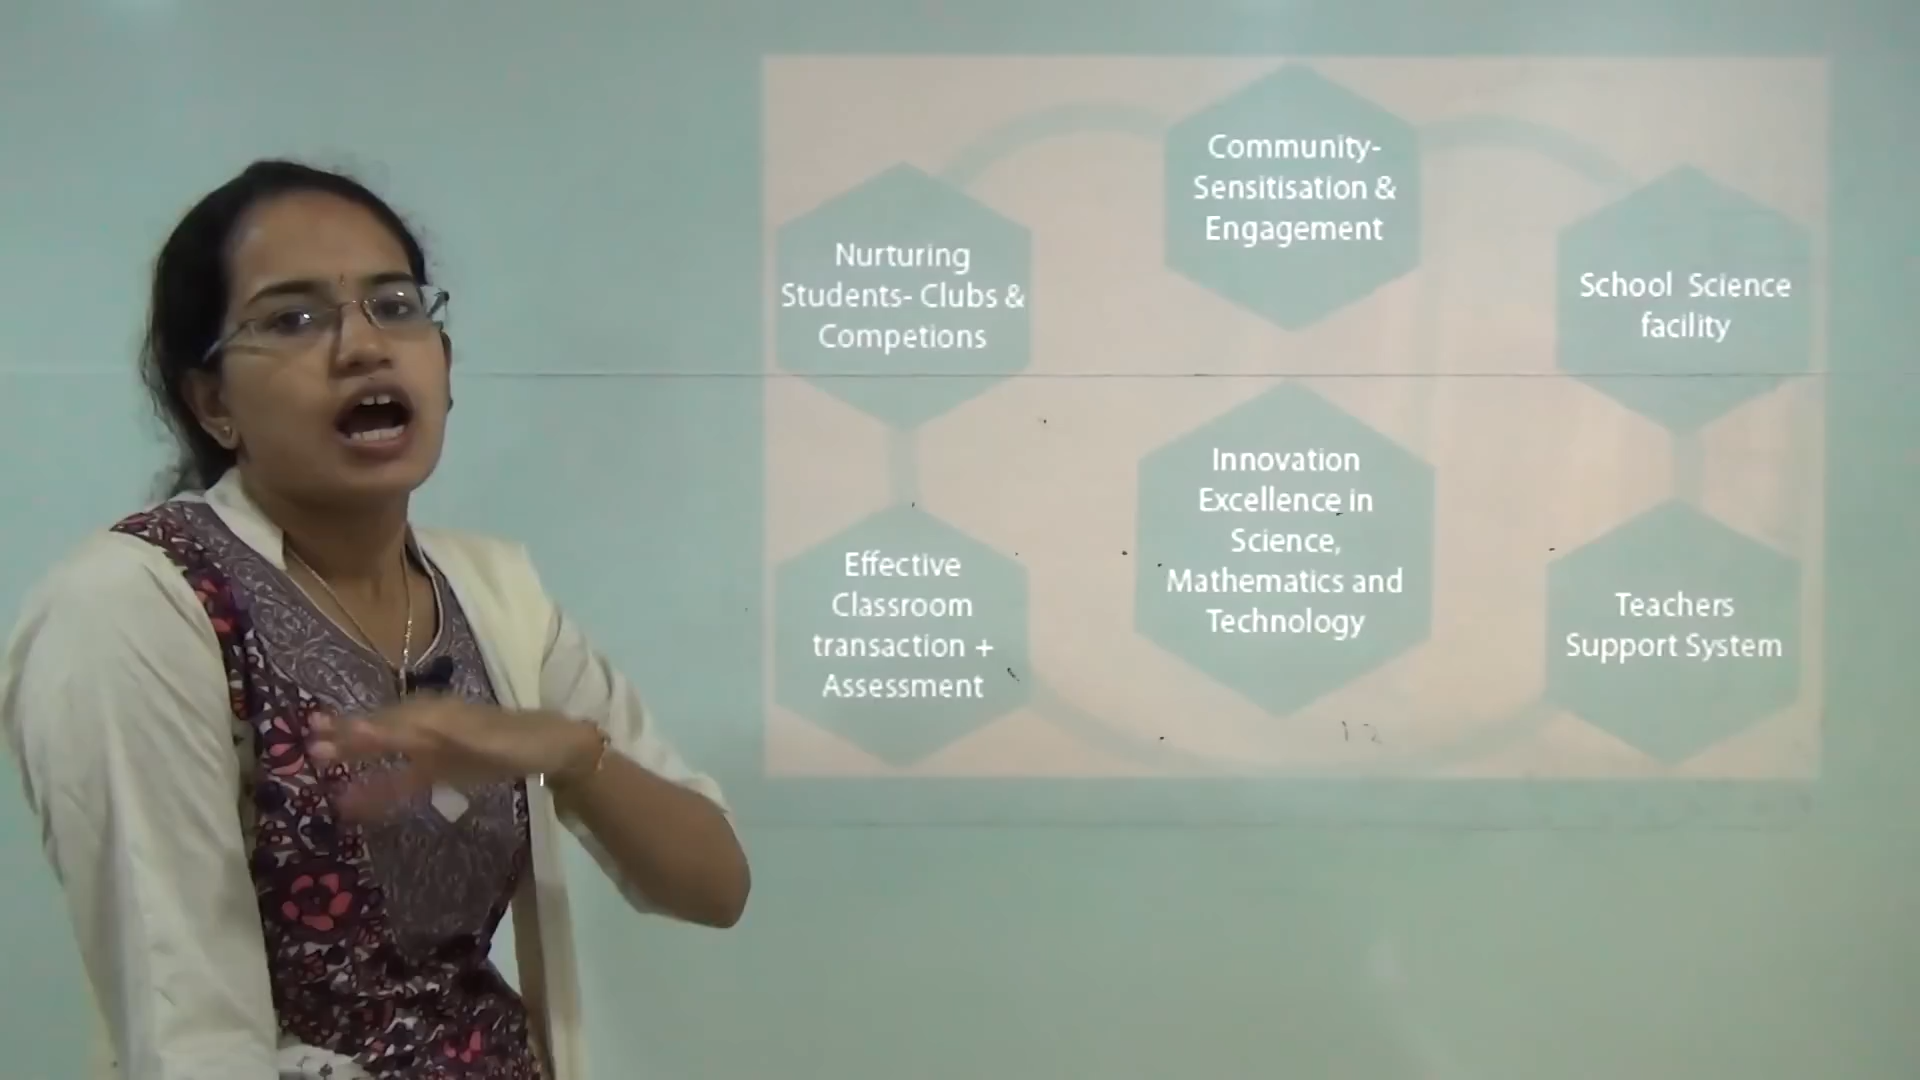 Community-
Sensitisation &
Engagement
Nurturing
Students- Clubs &
Competions
School Science
facility
Innovation
Excellence in
Science,
Mathematics and
Technology
Effective
Classroom
transaction +
Assessment
Teachers
Support System
12